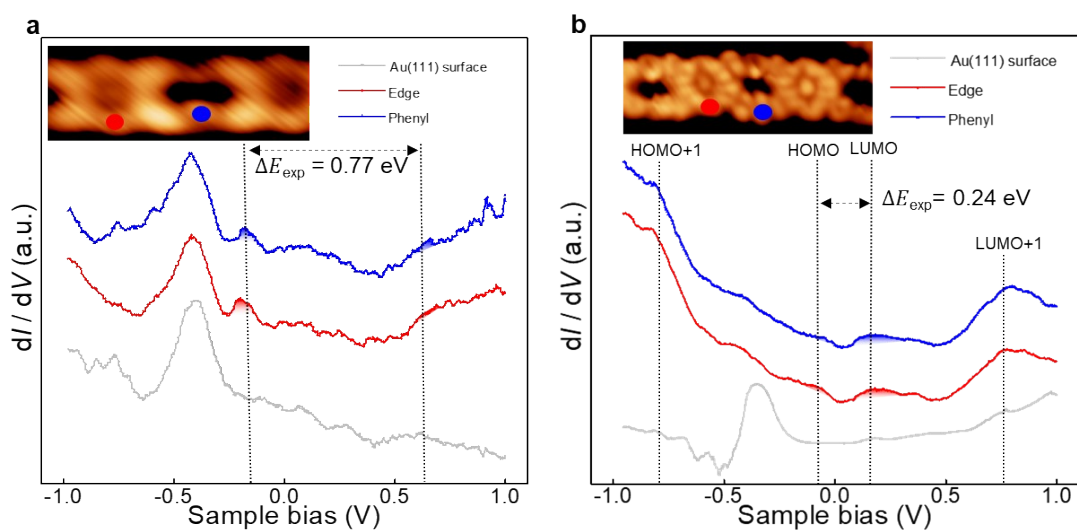 a
Au(111) surface
Edge
Phenyl
ΔE_exp = 0.77 eV
dI / dV (a.u.)
-1.0 -0.5 0.0 0.5 1.0
Sample bias (V)
b
Au(111) surface
Edge
Phenyl
HOMO+1 HOMO LUMO
ΔE_exp = 0.24 eV
LUMO+1
dI / dV (a.u.)
-1.0 -0.5 0.0 0.5 1.0
Sample bias (V)